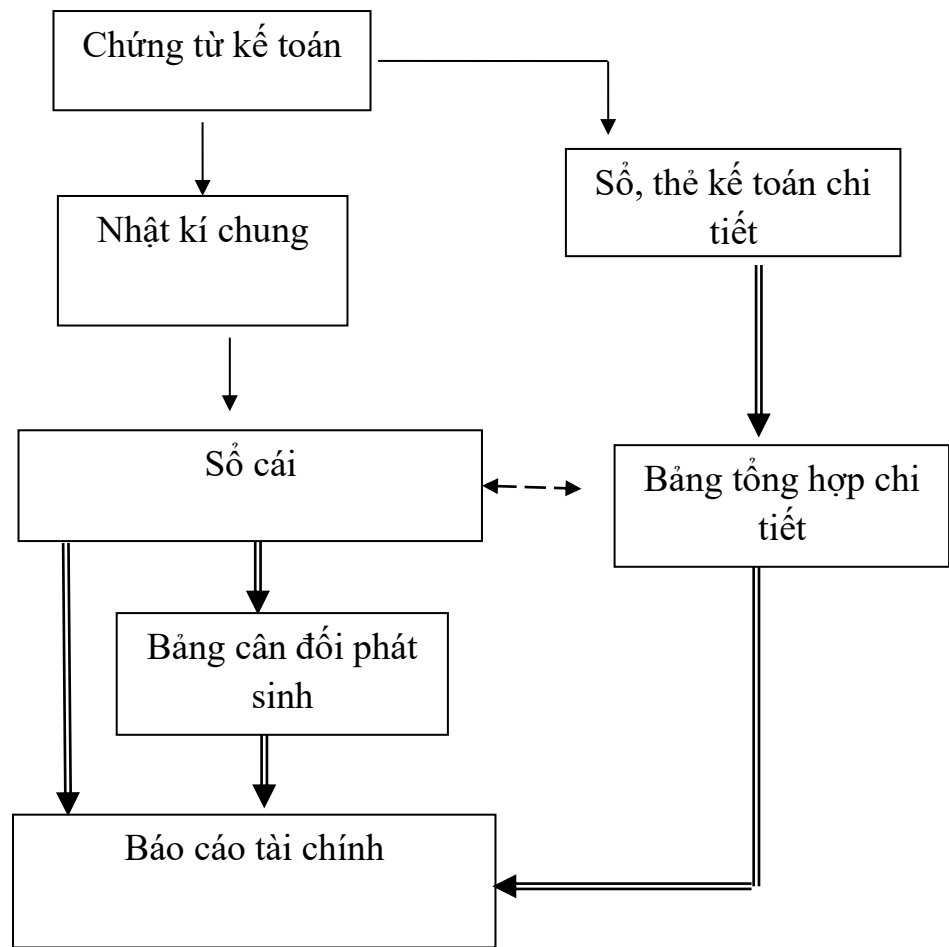 Chứng từ kế toán
Sổ, thẻ kế toán chi
tiết
Nhật kí chung
Sổ cái
Bảng tổng hợp chi
tiết
Bảng cân đối phát
sinh
Báo cáo tài chính